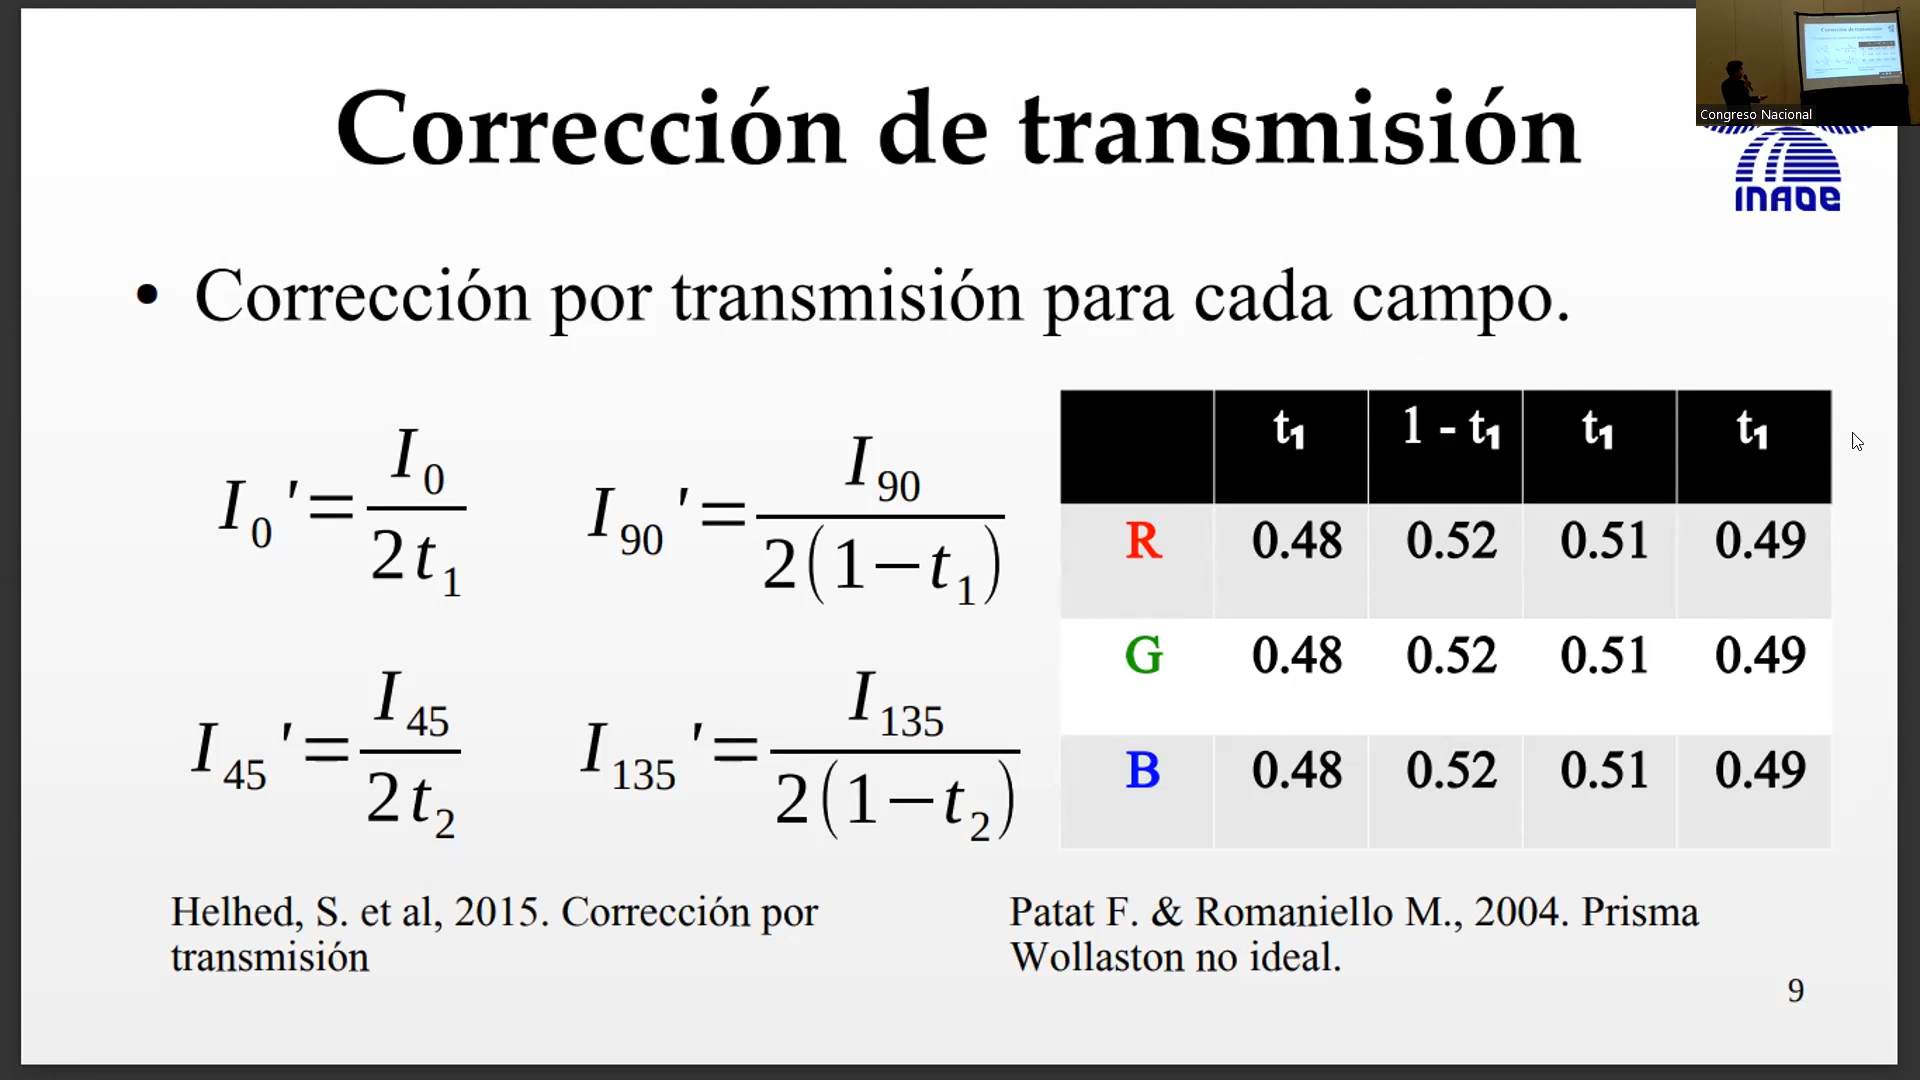 Congreso Nacional
INAOE
Corrección de transmisión
• Corrección por transmisión para cada campo.
I₀'=I₀/2t₁
I₉₀'=I₉₀/2(1−t₁)
I₄₅'=I₄₅/2t₂
I₁₃₅'=I₁₃₅/2(1−t₂)
t₁ 1 - t₁ t₁ t₁
R 0.48 0.52 0.51 0.49
G 0.48 0.52 0.51 0.49
B 0.48 0.52 0.51 0.49
Helhed, S. et al, 2015. Corrección por
transmisión
Patat F. & Romaniello M., 2004. Prisma
Wollaston no ideal.
9